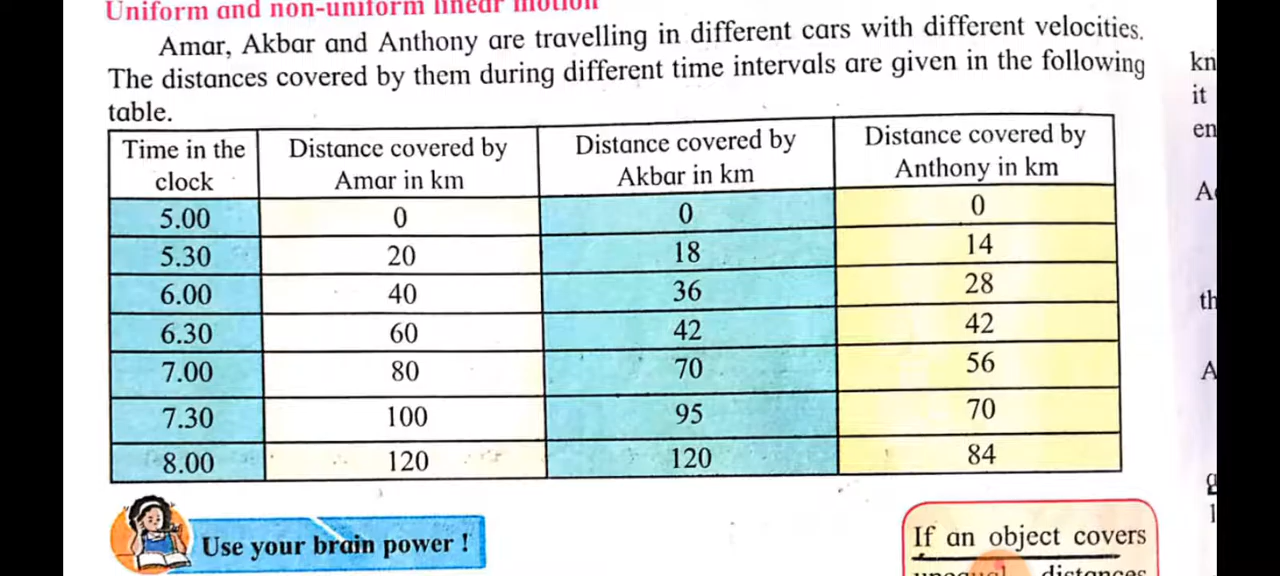 Uniform and non-uniform linear motion
Amar, Akbar and Anthony are travelling in different cars with different velocities.
The distances covered by them during different time intervals are given in the following
table.
Time in the clock Distance covered by Amar in km Distance covered by Akbar in km Distance covered by Anthony in km
5.00 0 0 0
5.30 20 18 14
6.00 40 36 28
6.30 60 42 42
7.00 80 70 56
7.30 100 95 70
8.00 120 120 84
Use your brain power !
If an object covers
unequal distances
kn
it
en
th
A